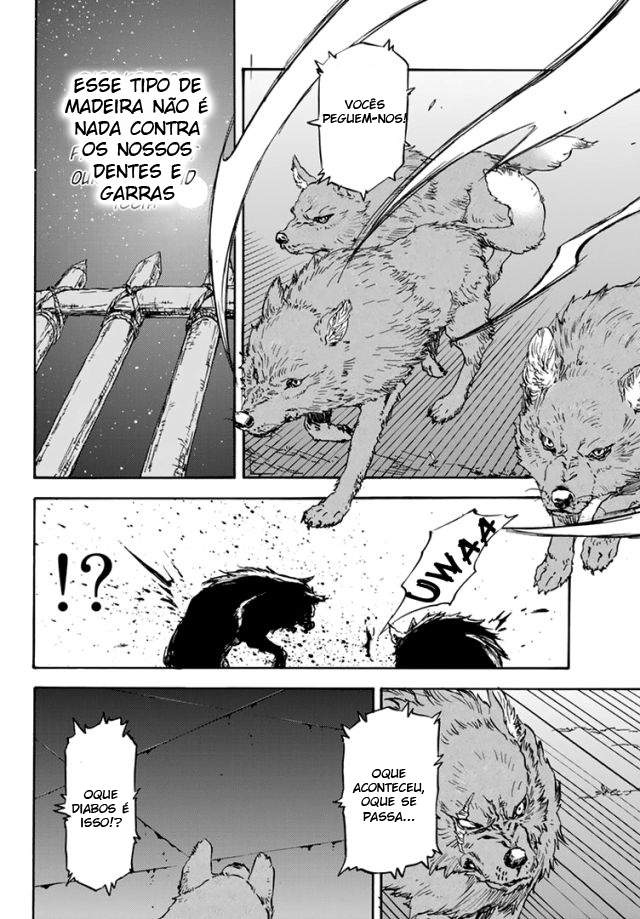 VOCÊS
PEGUEM-NOS!
ESSE TIPO DE
MADEIRA NÃO É
NADA CONTRA
OS NOSSOS
DENTES E
GARRAS
UWAA
!?
OQUE
ACONTECEU,
OQUE SE
PASSA...
OQUE
DIABOS É
ISSO!?